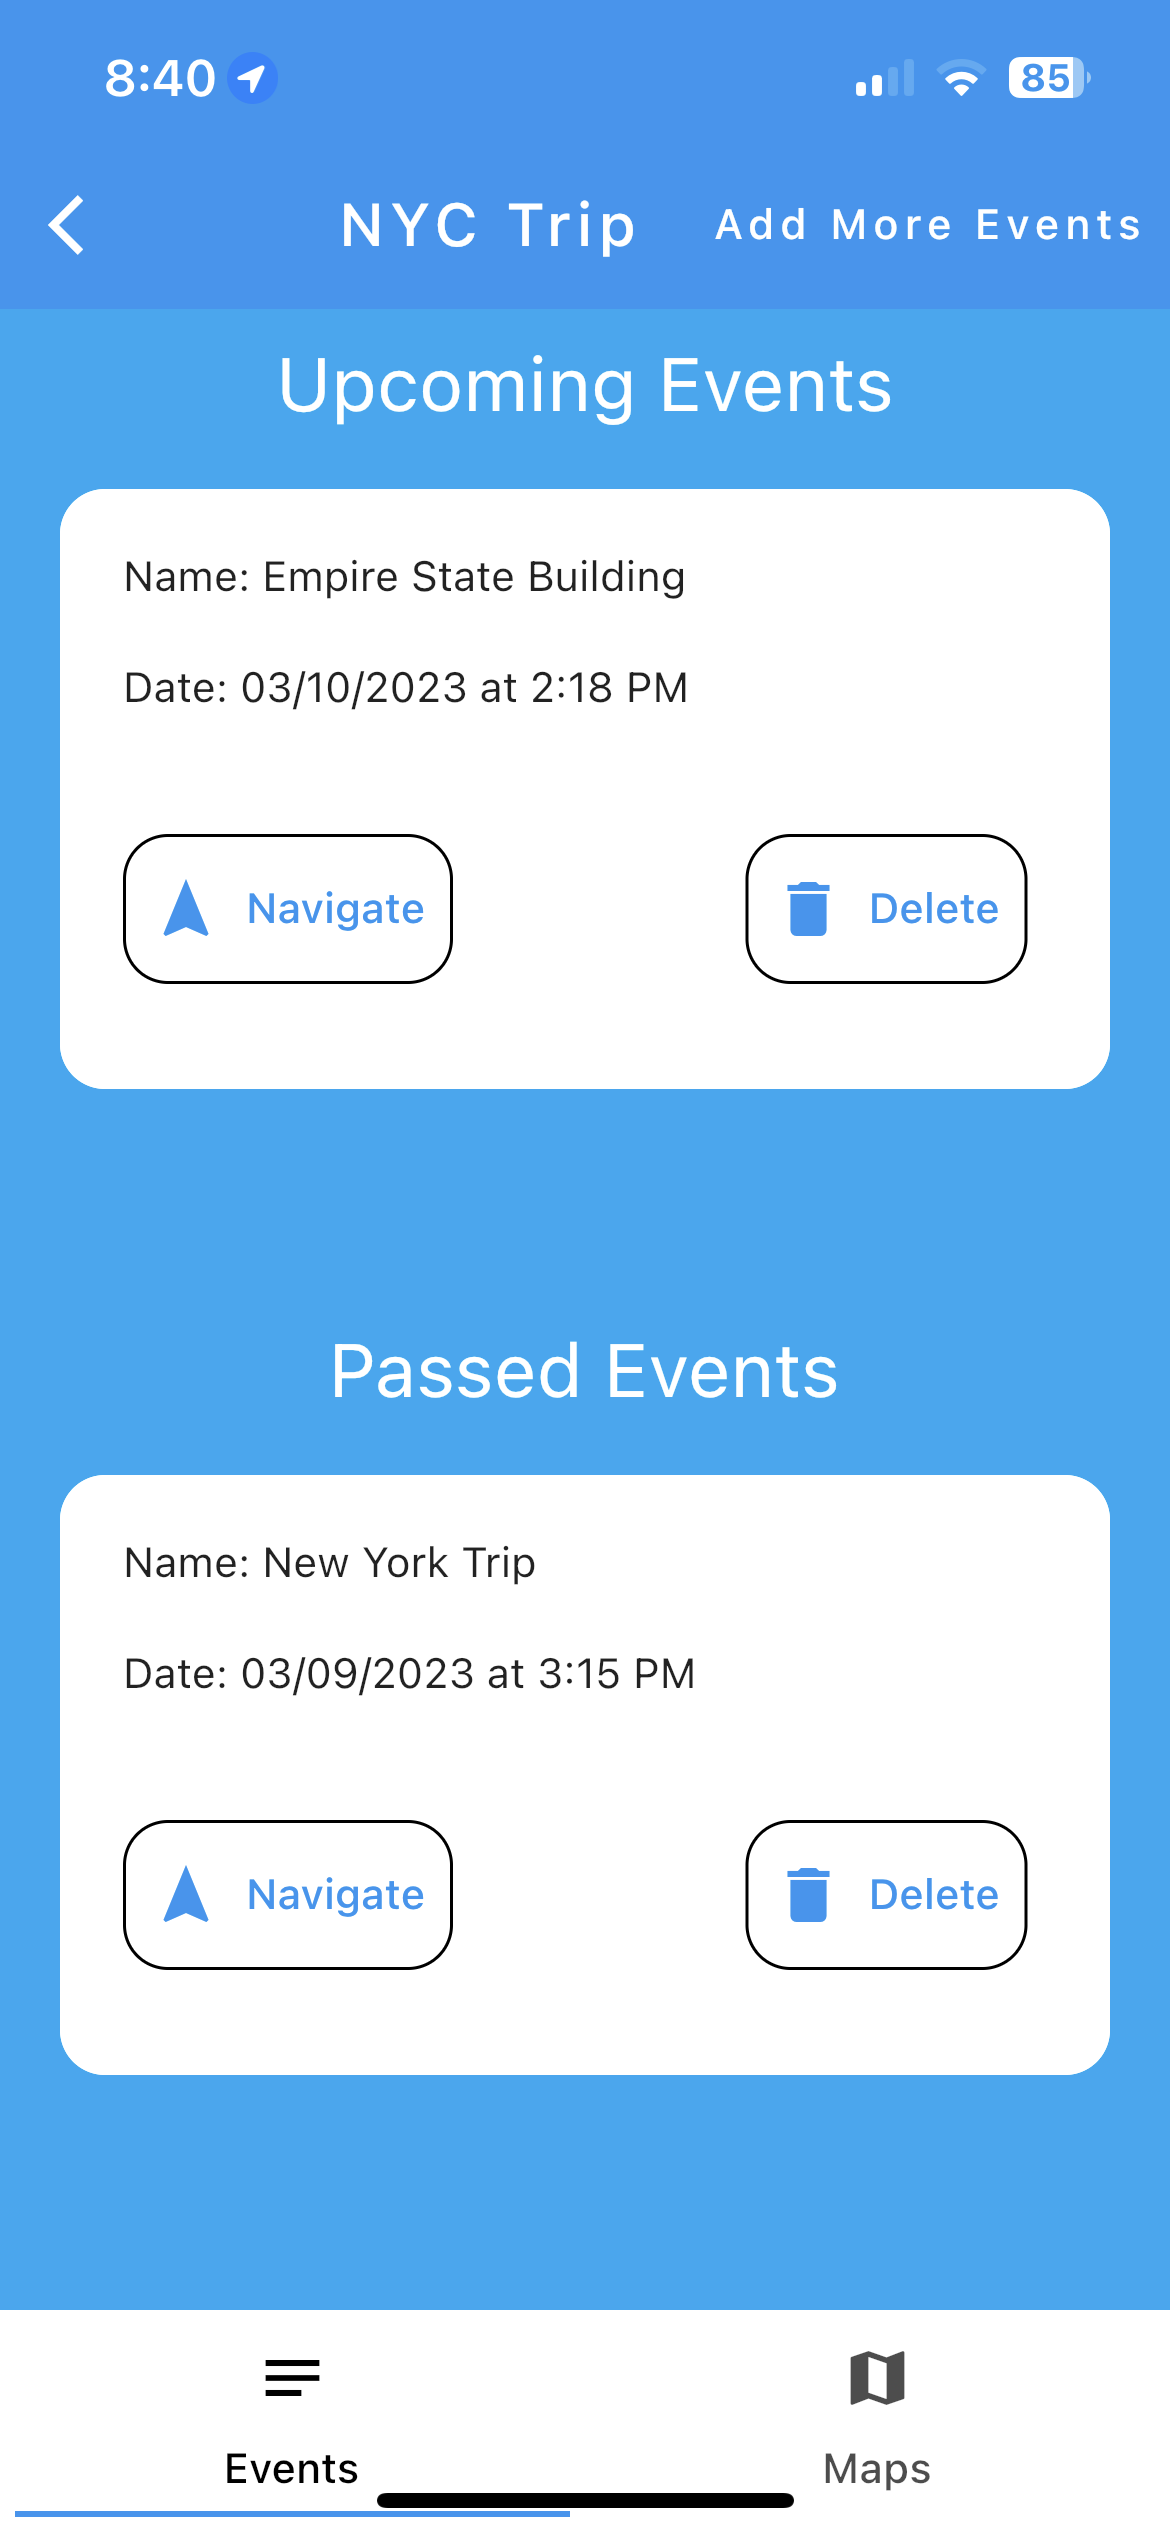 8:40
85
NYC Trip
Add More Events
Upcoming Events
Name: Empire State Building
Date: 03/10/2023 at 2:18 PM
Navigate
Delete
Passed Events
Name: New York Trip
Date: 03/09/2023 at 3:15 PM
Navigate
Delete
Events
Maps